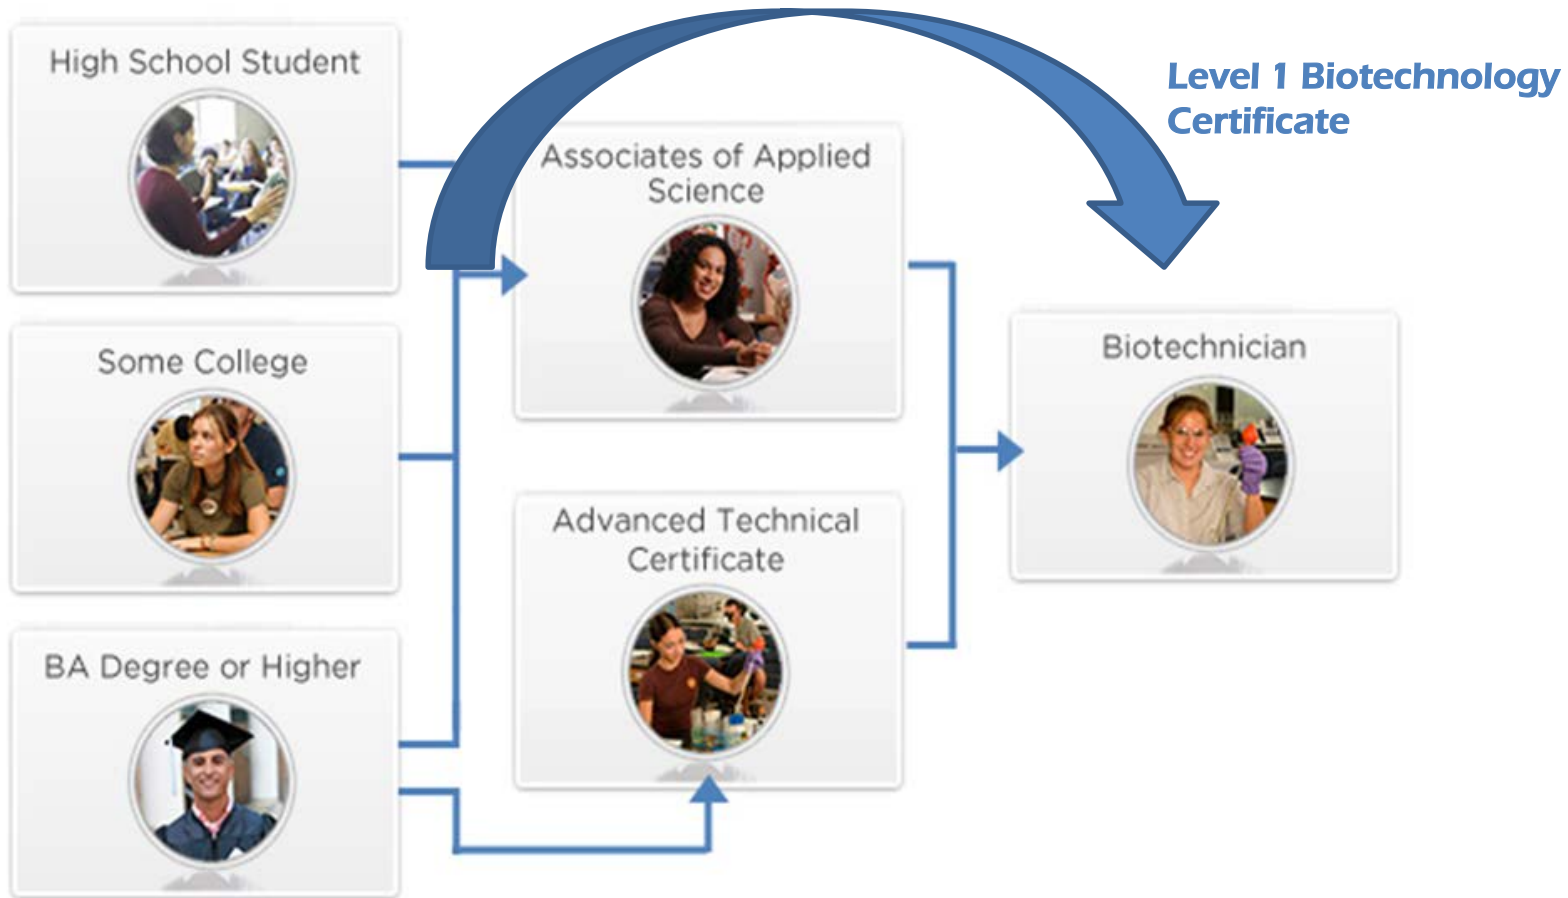 High School Student
Level 1 Biotechnology
Certificate
Associates of Applied
Science
Some College
Biotechnician
Advanced Technical
Certificate
BA Degree or Higher